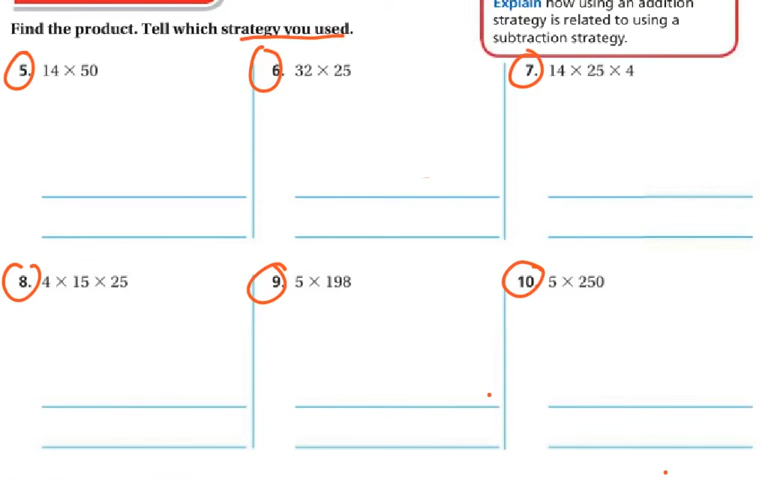 Explain how using an addition
strategy is related to using a
subtraction strategy.
Find the product. Tell which strategy you used.
5. 14 × 50
6. 32 × 25
7. 14 × 25 × 4
8. 4 × 15 × 25
9. 5 × 198
10. 5 × 250